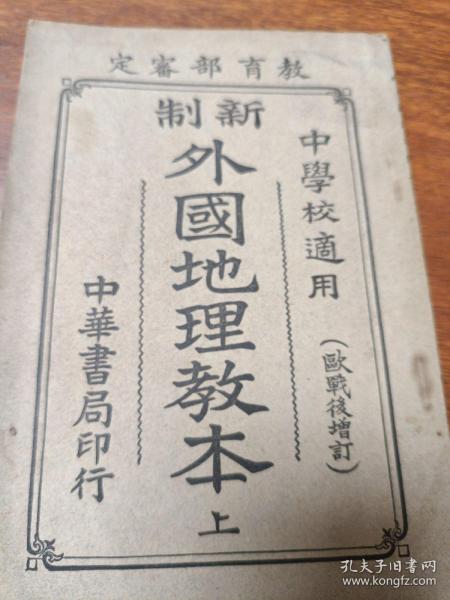 教育部審定
中學校適用
(歐戰後增訂)
新制
外國地理教本 上
中華書局印行
孔夫子旧书网
www.kongfz.com